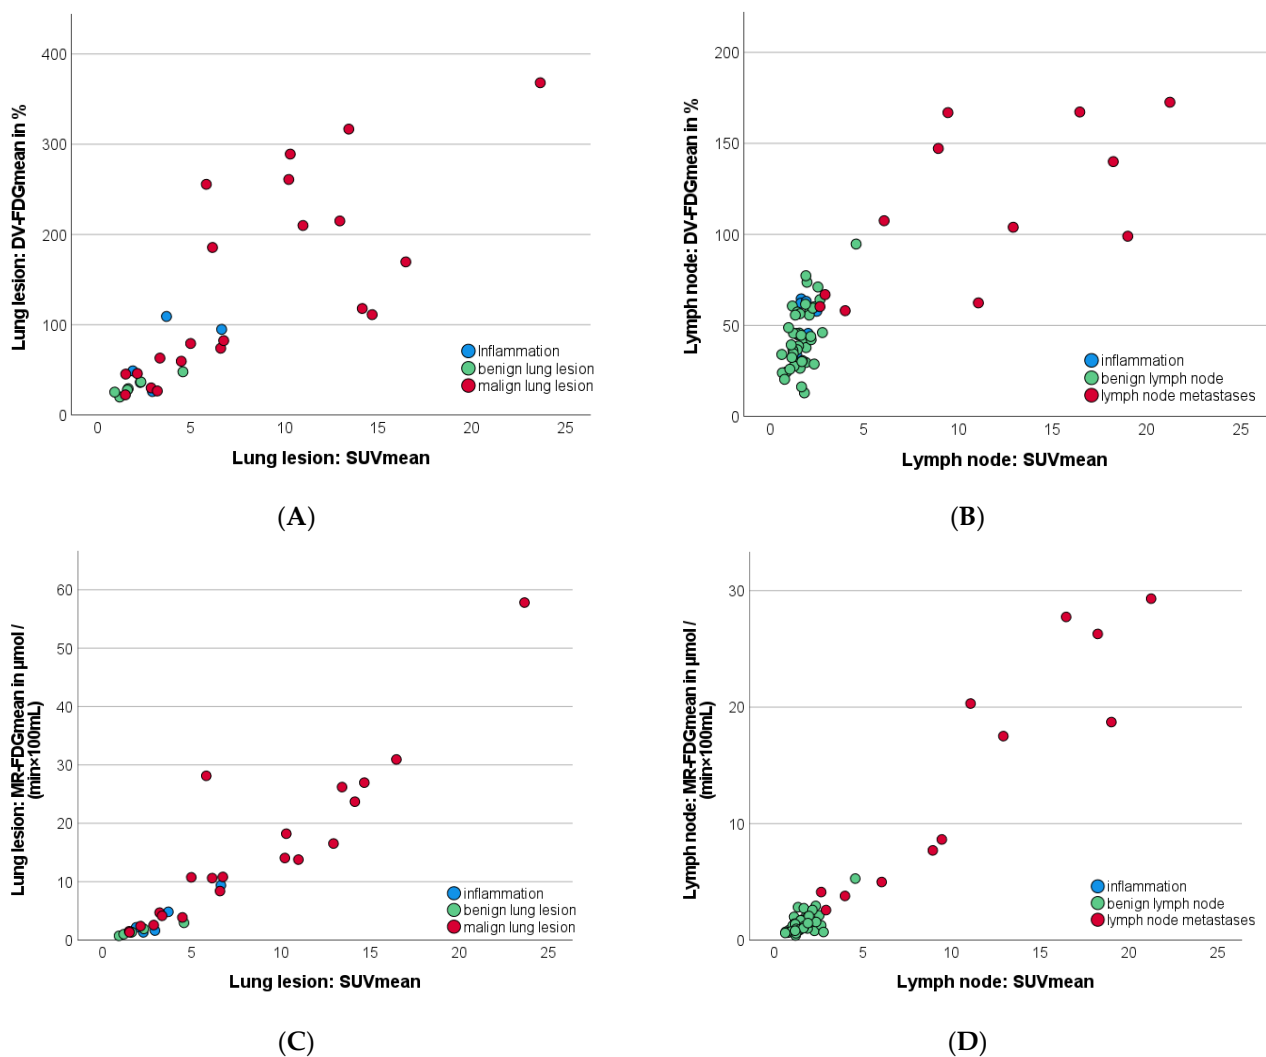 400
300
200
100
0
Lung lesion: DV-FDGmean in %
Inflammation
benign lung lesion
malign lung lesion
0 5 10 15 20 25
Lung lesion: SUVmean
(A)
200
150
100
50
0
Lymph node: DV-FDGmean in %
inflammation
benign lymph node
lymph node metastases
0 5 10 15 20 25
Lymph node: SUVmean
(B)
60
50
40
30
20
10
0
Lung lesion: MR-FDGmean in µmol /
(min×100mL)
inflammation
benign lung lesion
malign lung lesion
0 5 10 15 20 25
Lung lesion: SUVmean
(C)
30
20
10
0
Lymph node: MR-FDGmean in µmol /
(min×100mL)
inflammation
benign lymph node
lymph node metastases
0 5 10 15 20 25
Lymph node: SUVmean
(D)